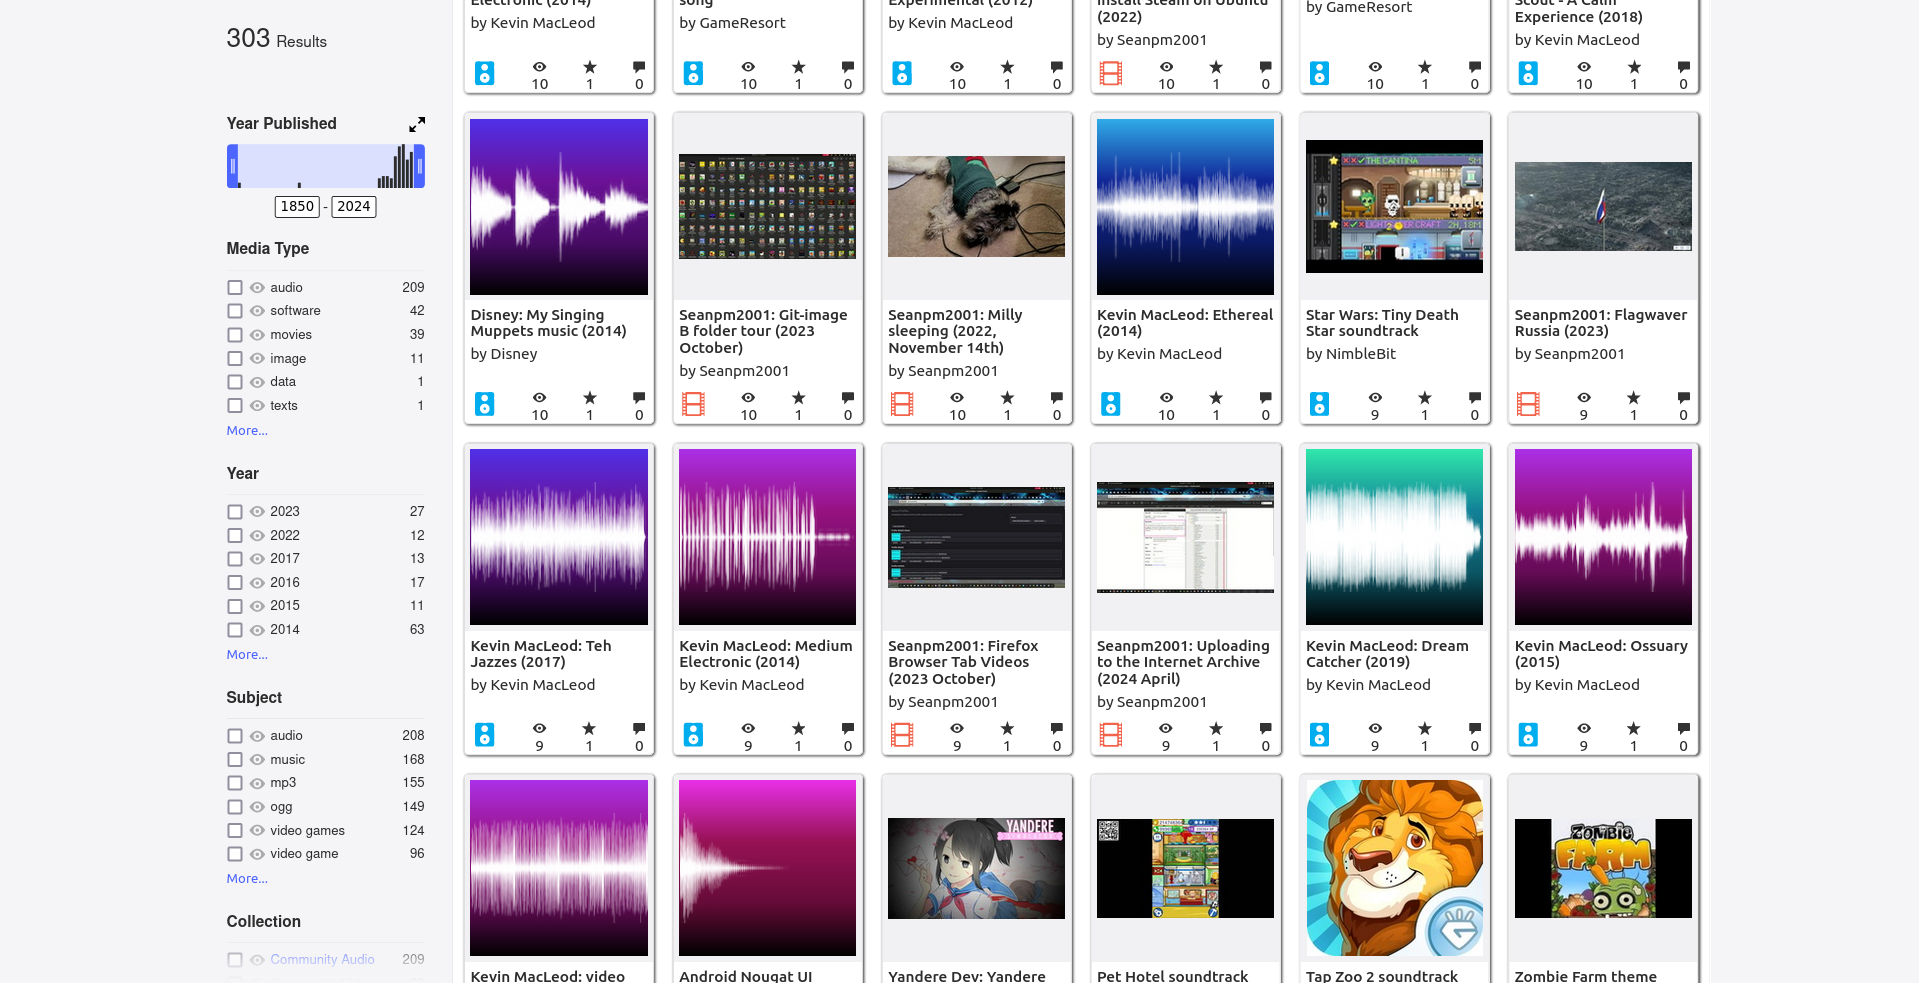 303 Results
Year Published
1850 - 2024
Media Type
audio 209
software 42
movies 39
image 11
data 1
texts 1
More...
Year
2023 27
2022 12
2017 13
2016 17
2015 11
2014 63
More...
Subject
audio 208
music 168
mp3 155
ogg 149
video games 124
video game 96
More...
Collection
Community Audio 209
Electronic (2014)
by Kevin MacLeod
10 1 0
song
by GameResort
10 1 0
Experimental (2012)
by Kevin MacLeod
10 1 0
install Steam on Ubuntu
(2022)
by Seanpm2001
10 1 0
by GameResort
10 1 0
Scout - A Calm
Experience (2018)
by Kevin MacLeod
10 1 0
Disney: My Singing
Muppets music (2014)
by Disney
10 1 0
Seanpm2001: Git-image
B folder tour (2023
October)
by Seanpm2001
10 1 0
Seanpm2001: Milly
sleeping (2022,
November 14th)
by Seanpm2001
10 1 0
Kevin MacLeod: Ethereal
(2014)
by Kevin MacLeod
10 1 0
THE CANTINA
Star Wars: Tiny Death
Star soundtrack
by NimbleBit
9 1 0
Seanpm2001: Flagwaver
Russia (2023)
by Seanpm2001
9 1 0
Kevin MacLeod: Teh
Jazzes (2017)
by Kevin MacLeod
9 1 0
Kevin MacLeod: Medium
Electronic (2014)
by Kevin MacLeod
9 1 0
Seanpm2001: Firefox
Browser Tab Videos
(2023 October)
by Seanpm2001
9 1 0
Seanpm2001: Uploading
to the Internet Archive
(2024 April)
by Seanpm2001
9 1 0
Kevin MacLeod: Dream
Catcher (2019)
by Kevin MacLeod
9 1 0
Kevin MacLeod: Ossuary
(2015)
by Kevin MacLeod
9 1 0
Kevin MacLeod: video
Android Nougat UI
YANDERE
Yandere Dev: Yandere
Pet Hotel soundtrack
Tap Zoo 2 soundtrack
ZOMBIE
FARM
Zombie Farm theme